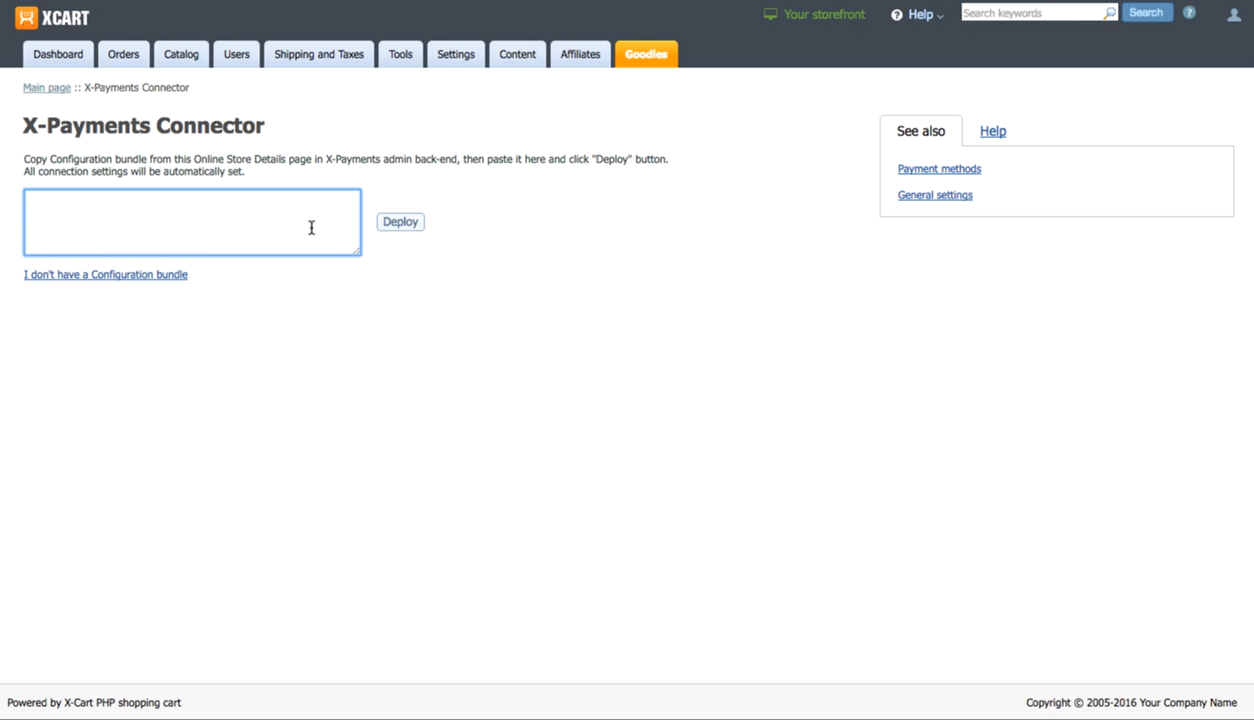 XCART
Your storefront
? Help
Search keywords
Search
?
Dashboard
Orders
Catalog
Users
Shipping and Taxes
Tools
Settings
Content
Affiliates
Goodies
Main page :: X-Payments Connector
X-Payments Connector
Copy Configuration bundle from this Online Store Details page in X-Payments admin back-end, then paste it here and click "Deploy" button.
All connection settings will be automatically set.
Deploy
I don't have a Configuration bundle
See also
Help
Payment methods
General settings
Powered by X-Cart PHP shopping cart
Copyright © 2005-2016 Your Company Name